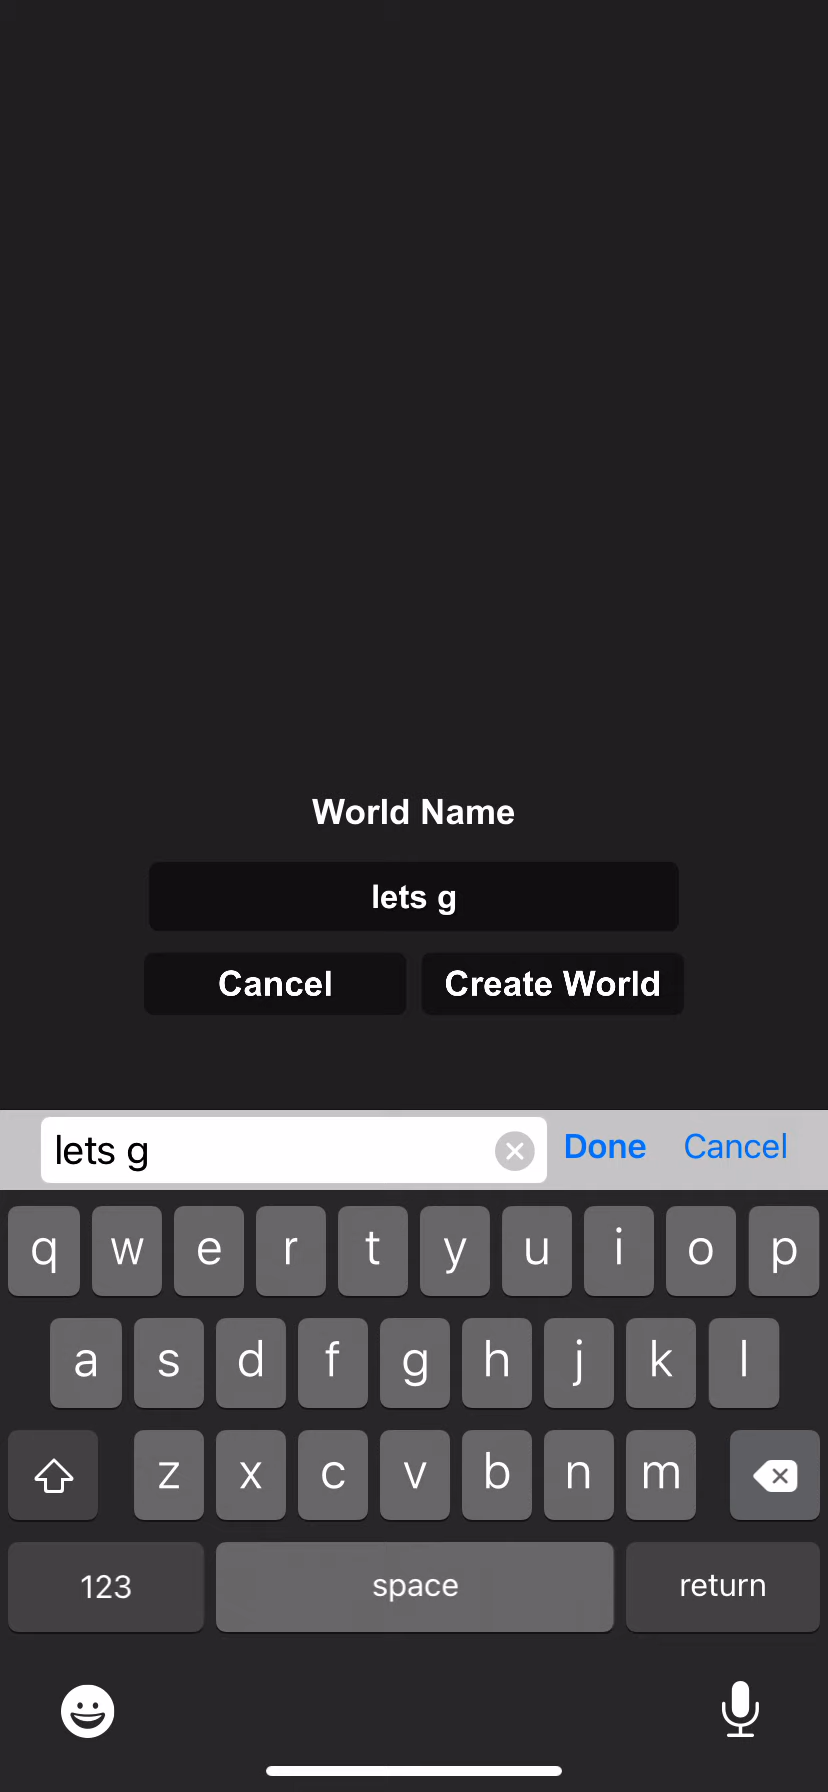 World Name
lets g
Cancel Create World
lets g Done Cancel
q w e r t y u i o p
a s d f g h j k l
z x c v b n m
123 space return